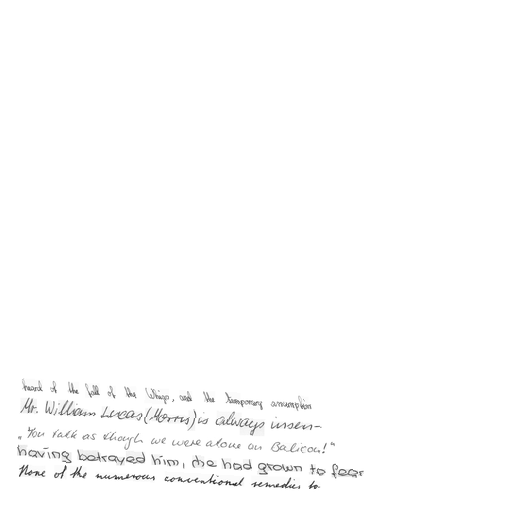 heard of the fall of the Whigs, and the temporary assumption
Mr. William Lucas (Morris) is always insen-
"You talk as though we were alone on Balicou!"
having betrayed him, she had grown to fear
None of the numerous conventional remedies to